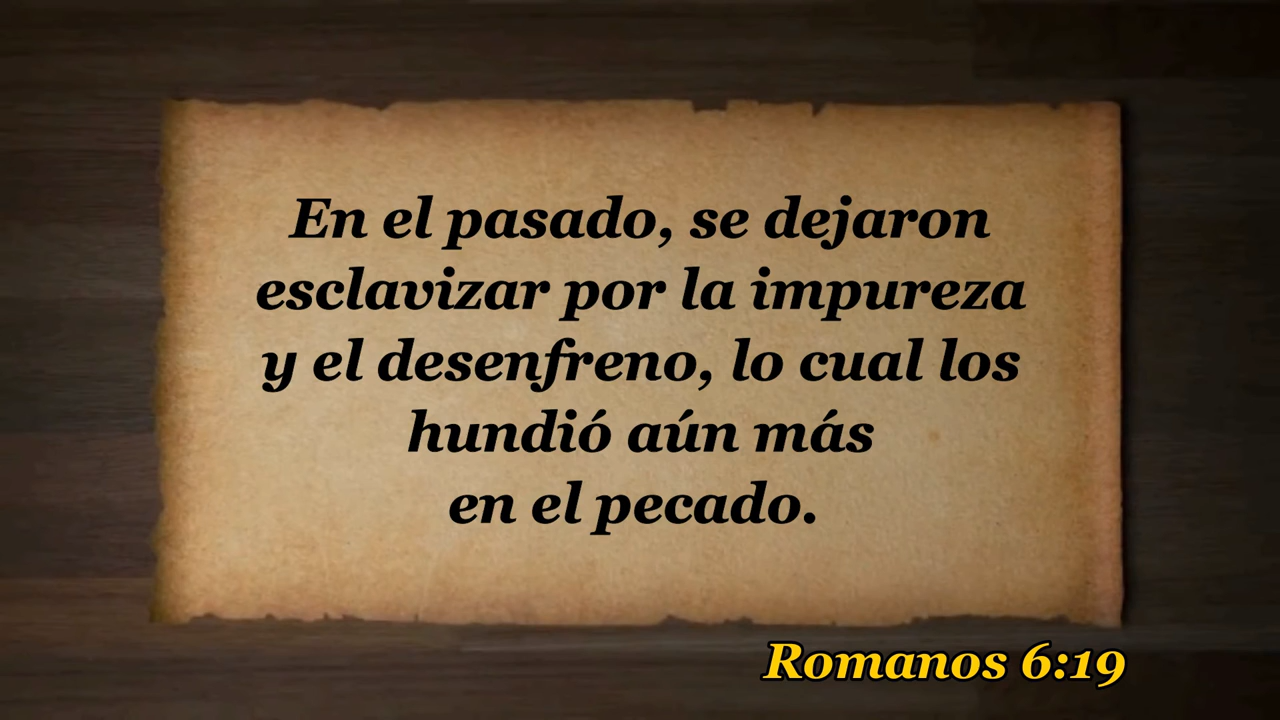 En el pasado, se dejaron
esclavizar por la impureza
y el desenfreno, lo cual los
hundió aún más
en el pecado.
Romanos 6:19